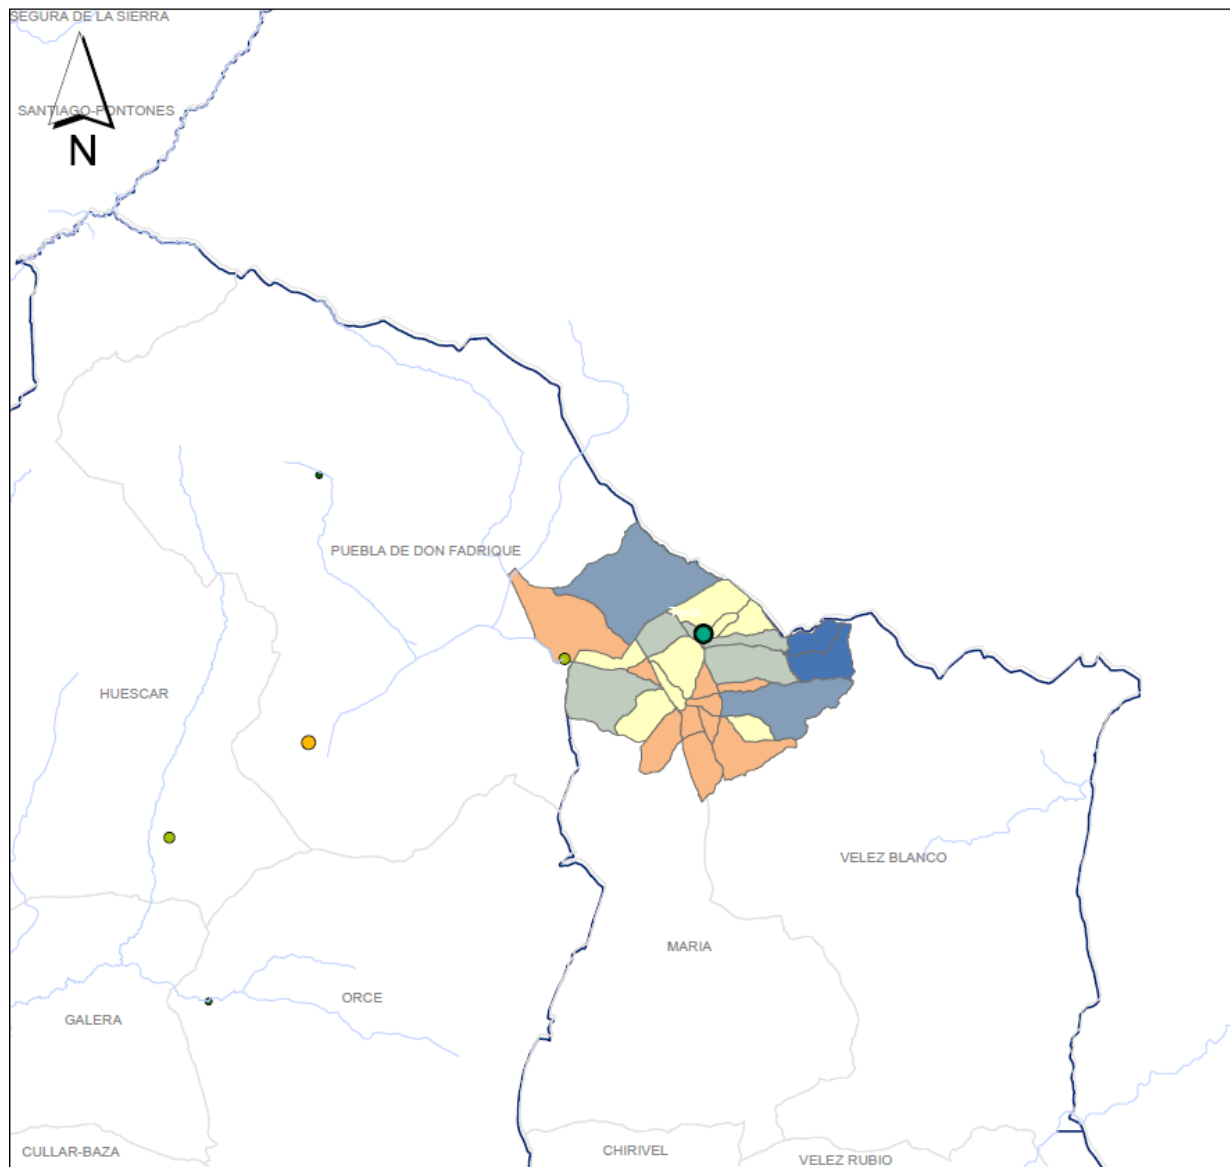 SEGURA DE LA SIERRA
SANTIAGO-PONTONES
N
PUEBLA DE DON FADRIQUE
HUESCAR
VELEZ BLANCO
MARIA
ORCE
GALERA
CULLAR-BAZA
CHIRIVEL
VELEZ RUBIO